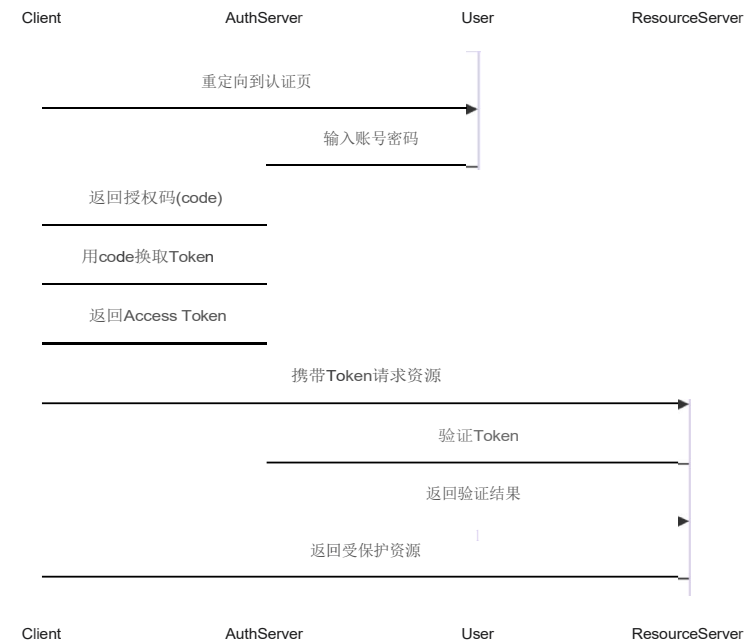 Client AuthServer User ResourceServer
重定向到认证页
输入账号密码
返回授权码(code)
用code换取Token
返回Access Token
携带Token请求资源
验证Token
返回验证结果
返回受保护资源
Client AuthServer User ResourceServer